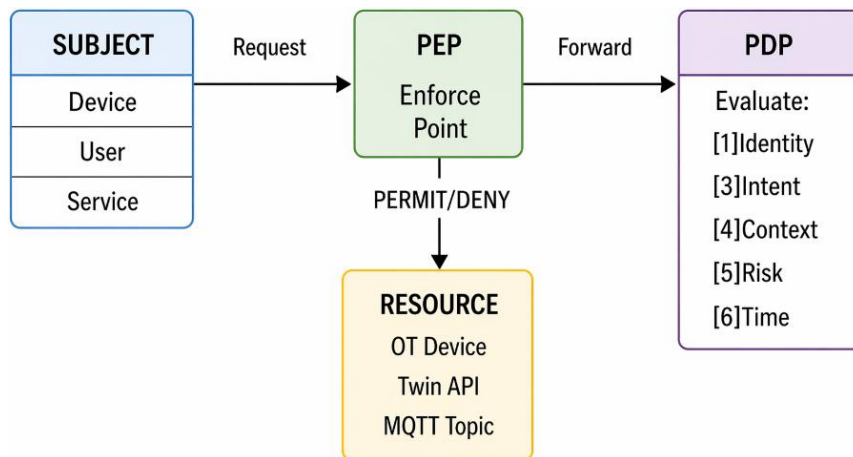 SUBJECT
Device
User
Service
Request
PEP
Enforce
Point
Forward
PDP
Evaluate:
[1]Identity
[3]Intent
[4]Context
[5]Risk
[6]Time
PERMIT/DENY
RESOURCE
OT Device
Twin API
MQTT Topic